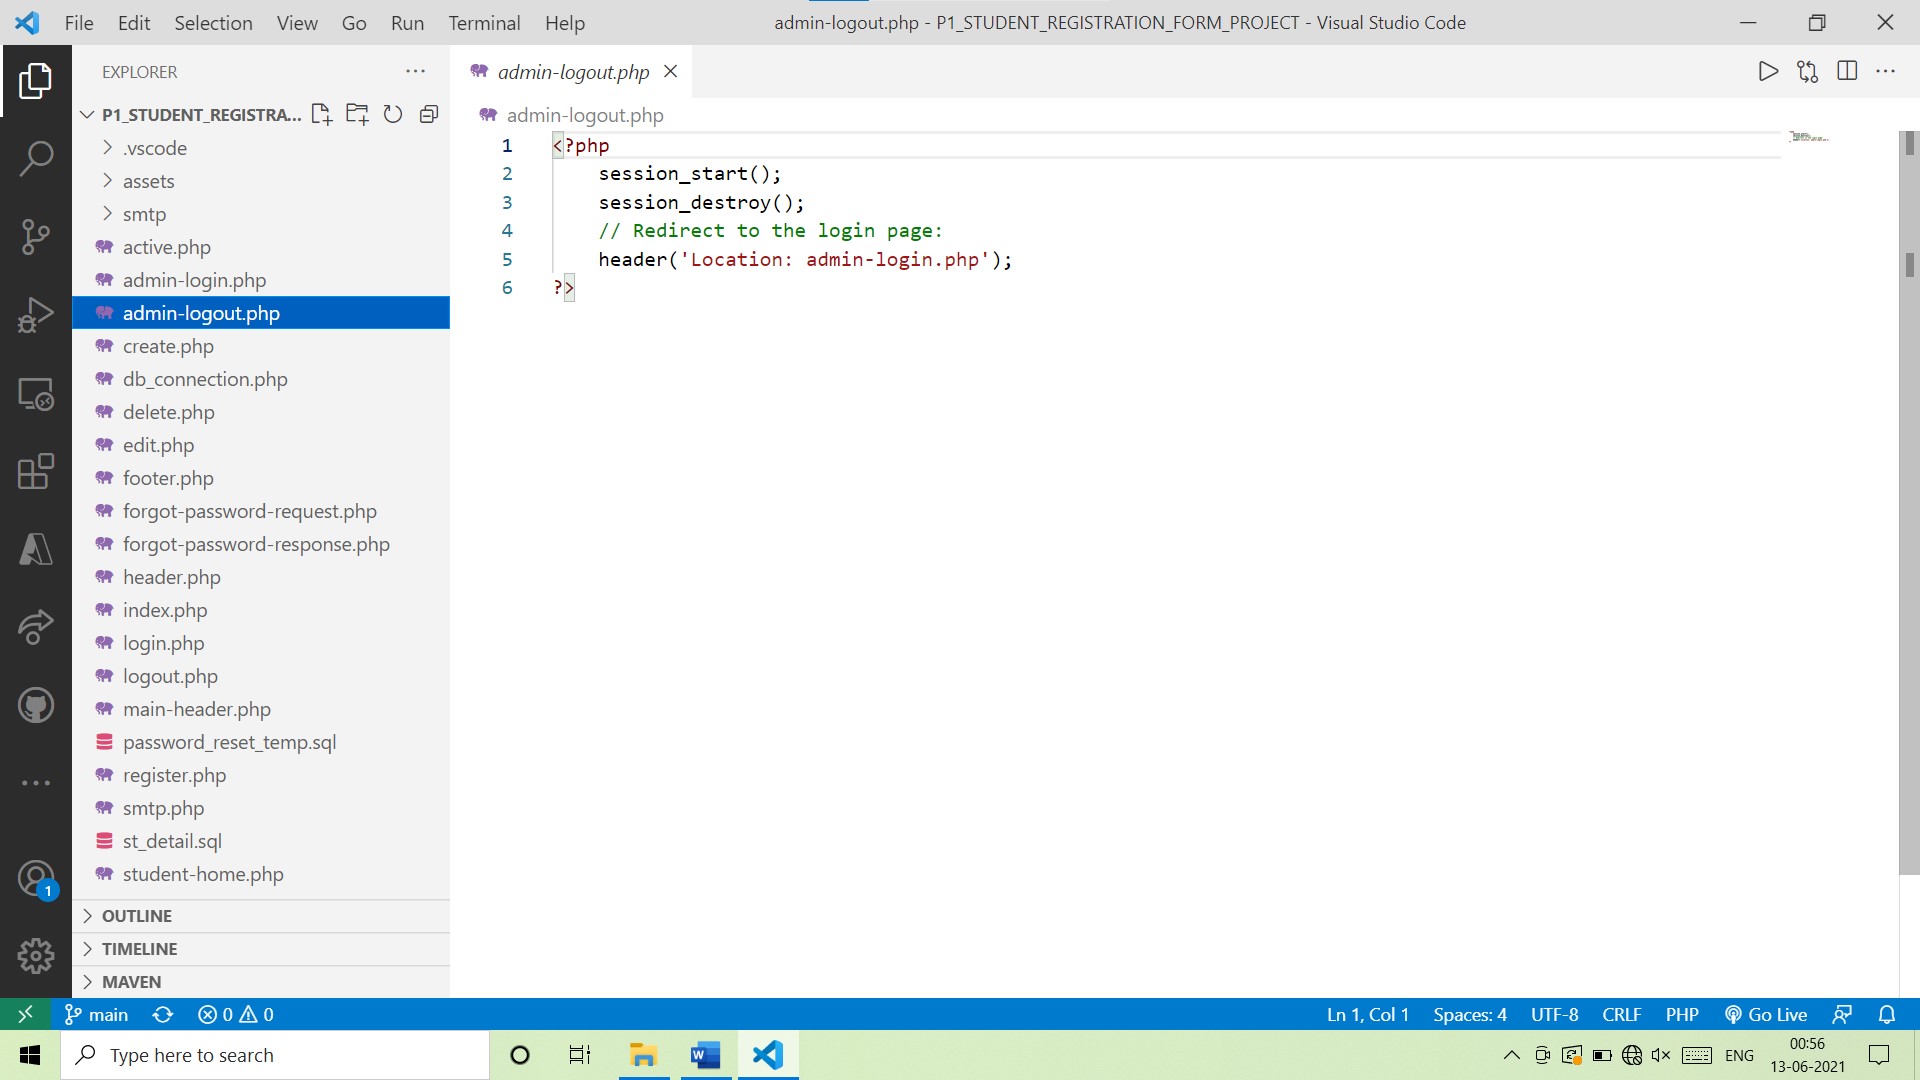 File Edit Selection View Go Run Terminal Help
admin-logout.php - P1_STUDENT_REGISTRATION_FORM_PROJECT - Visual Studio Code
EXPLORER
P1_STUDENT_REGISTRA...
.vscode
assets
smtp
active.php
admin-login.php
admin-logout.php
create.php
db_connection.php
delete.php
edit.php
footer.php
forgot-password-request.php
forgot-password-response.php
header.php
index.php
login.php
logout.php
main-header.php
password_reset_temp.sql
register.php
smtp.php
st_detail.sql
student-home.php
OUTLINE
TIMELINE
MAVEN
1
admin-logout.php
admin-logout.php
1 <?php
2 session_start();
3 session_destroy();
4 // Redirect to the login page:
5 header('Location: admin-login.php');
6 ?>
main 0 0
Ln 1, Col 1 Spaces: 4 UTF-8 CRLF PHP Go Live
Type here to search
ENG
00:56
13-06-2021